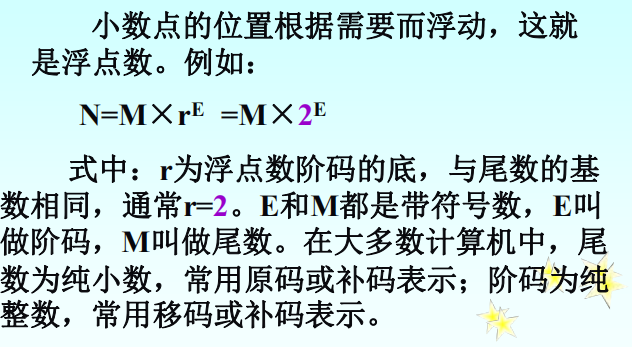 小数点的位置根据需要而浮动，这就
是浮点数。例如：
N=M×rᴱ =M×2ᴱ
式中：r为浮点数阶码的底，与尾数的基
数相同，通常r=2。E和M都是带符号数，E叫
做阶码，M叫做尾数。在大多数计算机中，尾
数为纯小数，常用原码或补码表示；阶码为纯
整数，常用移码或补码表示。